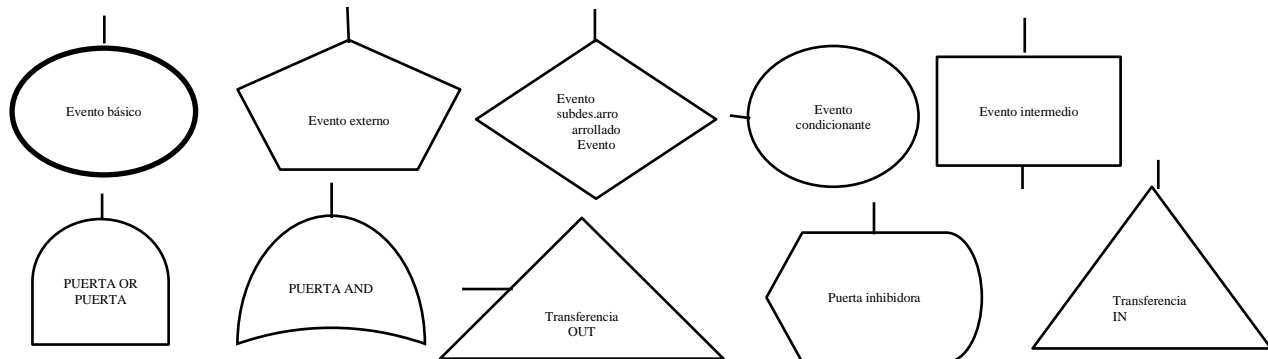 Evento básico
Evento externo
Evento
subdes.arro
arrollado
Evento
Evento
condicionante
Evento intermedio
PUERTA OR
PUERTA
PUERTA AND
Transferencia
OUT
Puerta inhibidora
Transferencia
IN